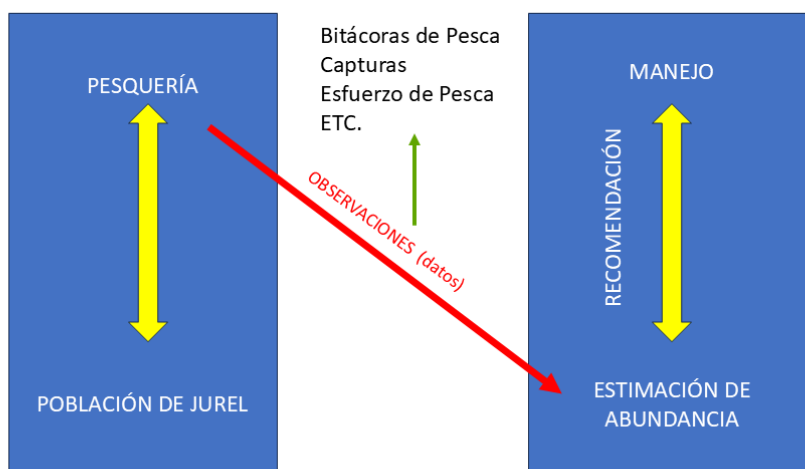 PESQUERÍA
POBLACIÓN DE JUREL
Bitácoras de Pesca
Capturas
Esfuerzo de Pesca
ETC.
OBSERVACIONES (datos)
MANEJO
RECOMENDACIÓN
ESTIMACIÓN DE
ABUNDANCIA